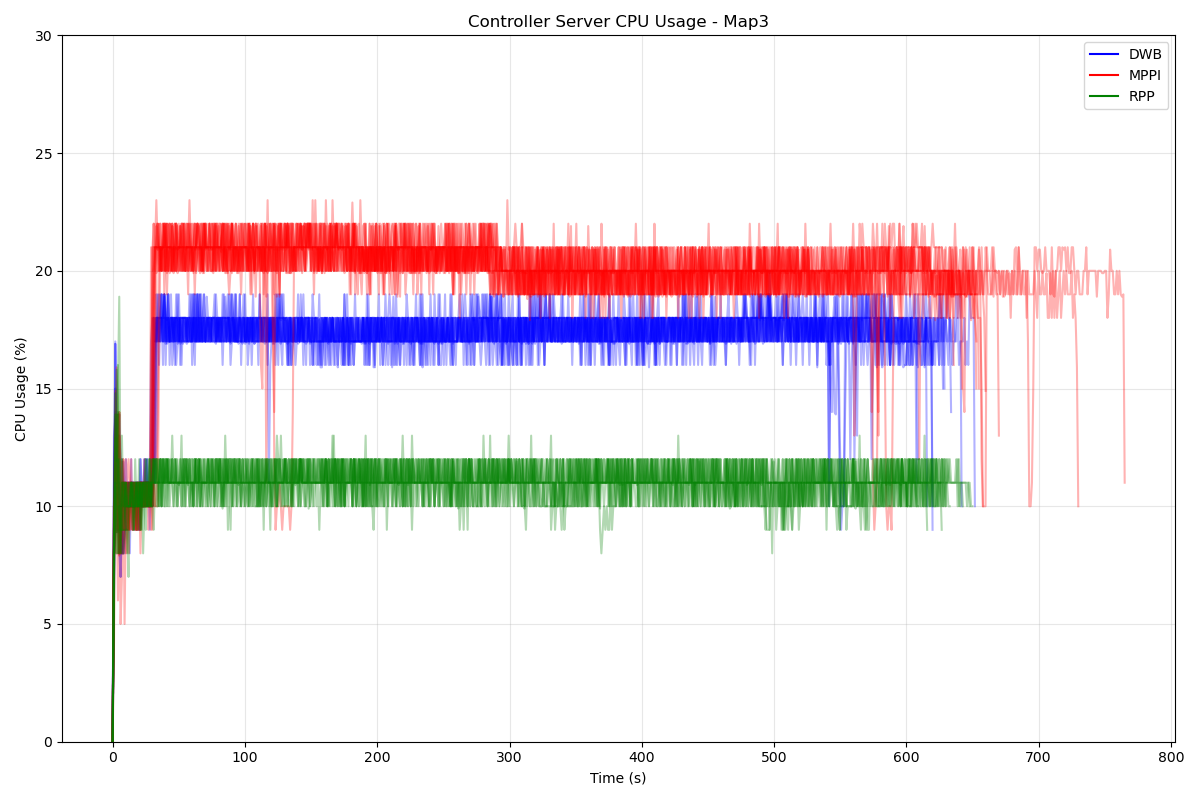 Controller Server CPU Usage - Map3
DWB
MPPI
RPP
CPU Usage (%)
30
25
20
15
10
5
0
0 100 200 300 400 500 600 700 800
Time (s)